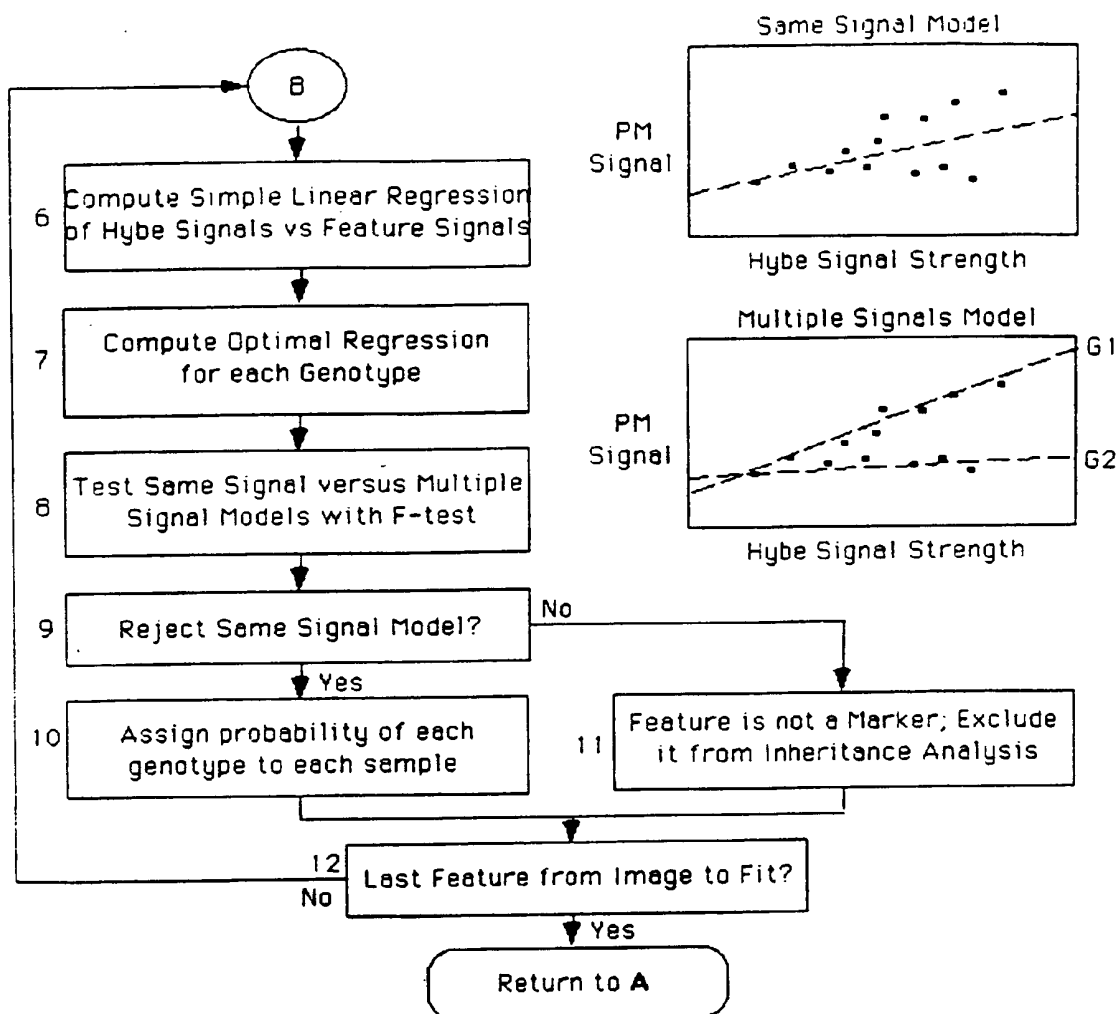 8
6
Compute Simple Linear Regression
of Hybe Signals vs Feature Signals
7
Compute Optimal Regression
for each Genotype
8
Test Same Signal versus Multiple
Signal Models with F-test
9
Reject Same Signal Model?
No
Yes
10
Assign probability of each
genotype to each sample
11
Feature is not a Marker; Exclude
it from Inheritance Analysis
12
Last Feature from Image to Fit?
No
Yes
Return to A
Same Signal Model
PM
Signal
Hybe Signal Strength
Multiple Signals Model
G1
PM
Signal
G2
Hybe Signal Strength